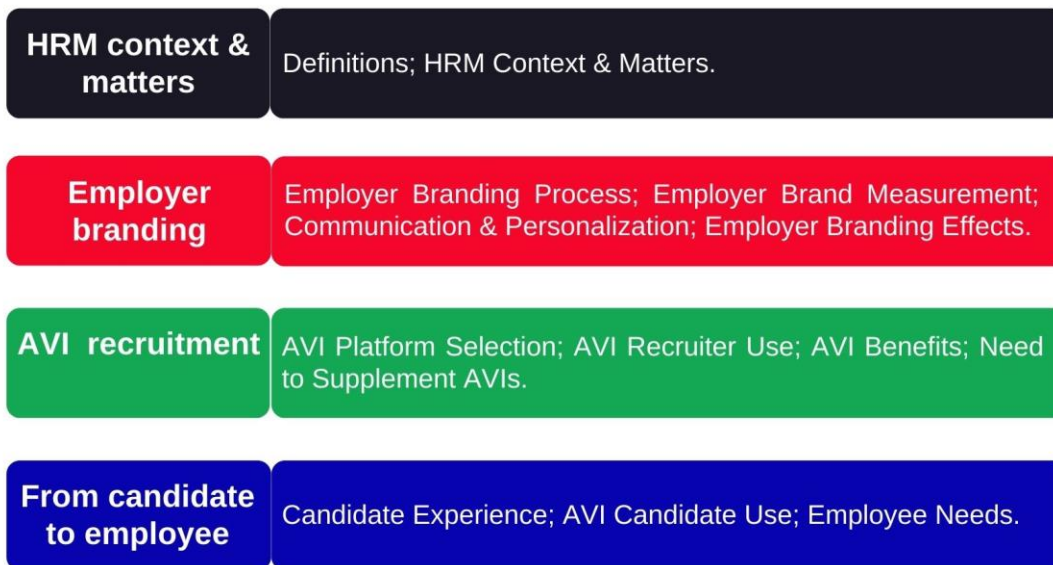 HRM context &
matters
Definitions; HRM Context & Matters.
Employer
branding
Employer Branding Process; Employer Brand Measurement;
Communication & Personalization; Employer Branding Effects.
AVI recruitment
AVI Platform Selection; AVI Recruiter Use; AVI Benefits; Need
to Supplement AVIs.
From candidate
to employee
Candidate Experience; AVI Candidate Use; Employee Needs.